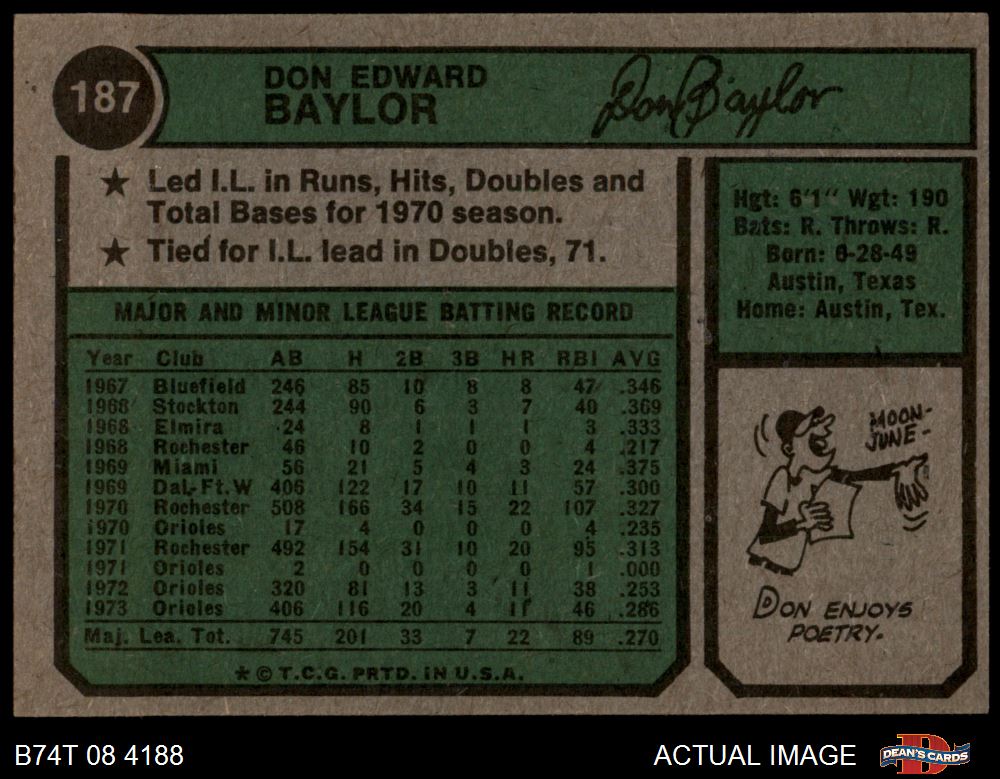 187
DON EDWARD
BAYLOR
Don Baylor
★ Led I.L. in Runs, Hits, Doubles and
Total Bases for 1970 season.
★ Tied for I.L. lead in Doubles, 71.
Hgt: 6'1" Wgt: 190
Bats: R. Throws: R.
Born: 6-28-49
Austin, Texas
Home: Austin, Tex.
MAJOR AND MINOR LEAGUE BATTING RECORD
Year Club AB H 2B 3B HR RBI AVG
1967 Bluefield 246 85 10 8 8 47 .346
1968 Stockton 244 90 6 3 7 40 .369
1968 Elmira 24 8 1 1 1 3 .333
1968 Rochester 46 10 2 0 0 4 .217
1969 Miami 56 21 5 4 3 24 .375
1969 Dal.-Ft.W 406 122 17 10 11 57 .300
1970 Rochester 508 166 34 15 22 107 .327
1970 Orioles 17 4 0 0 0 4 .235
1971 Rochester 492 154 31 10 20 95 .313
1971 Orioles 2 0 0 0 0 1 .000
1972 Orioles 320 81 13 3 11 38 .253
1973 Orioles 406 116 20 4 11 46 .286
Maj. Lea. Tot. 745 201 33 7 22 89 .270
* © T.C.G. PRTD. IN U.S.A.
MOON-
JUNE-
DON ENJOYS
POETRY.
B74T 08 4188
ACTUAL IMAGE
DEAN'S CARDS